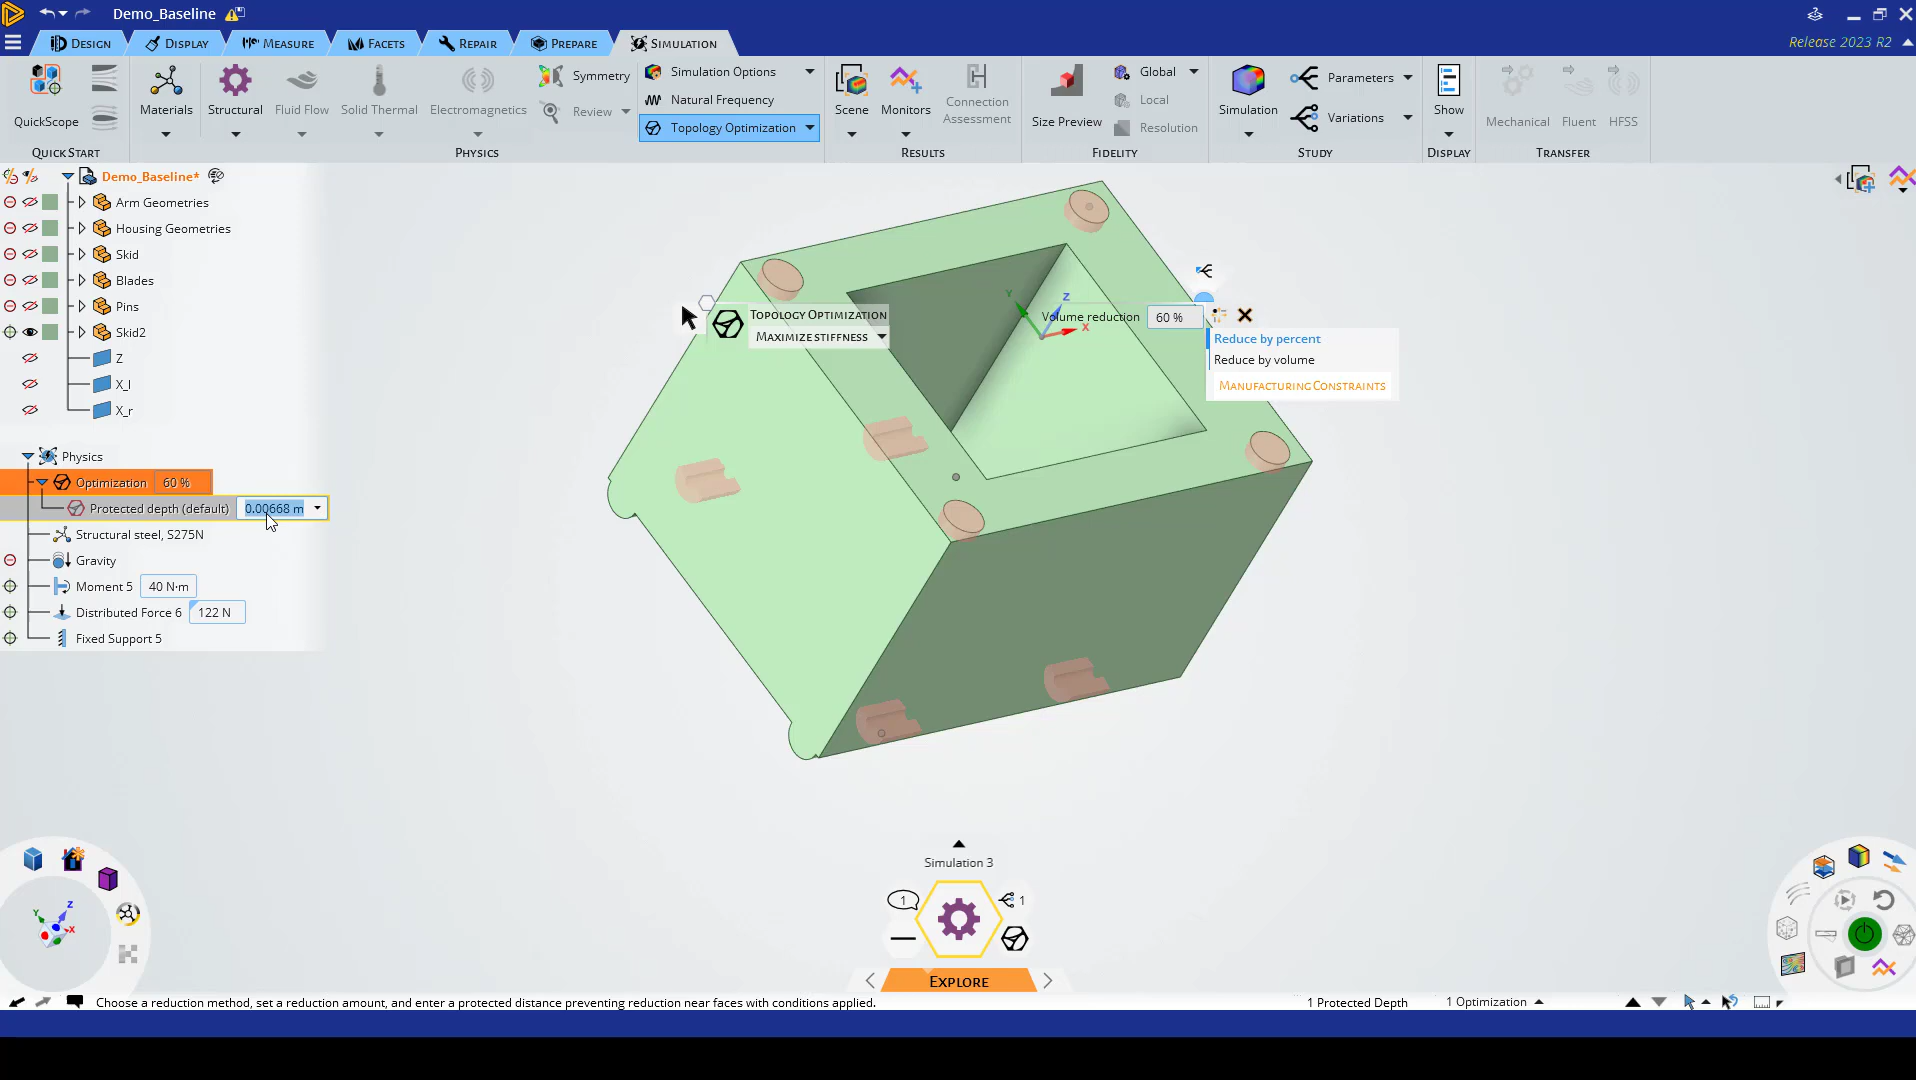 Demo_Baseline
Release 2023 R2
Design
Display
Measure
Facets
Repair
Prepare
Simulation
QuickScope
Materials
Structural
Fluid Flow
Solid Thermal
Electromagnetics
Symmetry
Review
Simulation Options
Natural Frequency
Topology Optimization
Scene
Monitors
Connection
Assessment
Size Preview
Global
Local
Resolution
Simulation
Parameters
Variations
Show
Mechanical
Fluent
HFSS
Quick Start
Physics
Results
Fidelity
Study
Display
Transfer
Demo_Baseline*
Arm Geometries
Housing Geometries
Skid
Blades
Pins
Skid2
Z
X_l
X_r
Physics
Optimization 60 %
Protected depth (default) 0.00668 m
Structural steel, S275N
Gravity
Moment 5 40 N·m
Distributed Force 6 122 N
Fixed Support 5
Topology Optimization
Maximize stiffness
Y
Z
X
Volume reduction 60 %
Reduce by percent
Reduce by volume
Manufacturing Constraints
Y
Z
X
Simulation 3
1
1
Explore
Choose a reduction method, set a reduction amount, and enter a protected distance preventing reduction near faces with conditions applied.
1 Protected Depth
1 Optimization